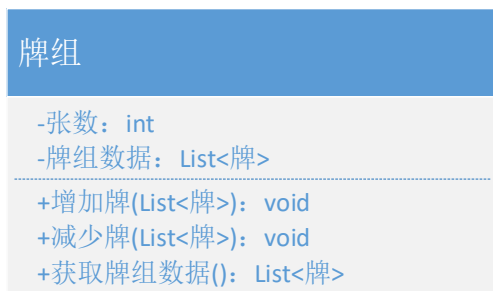 牌组
-张数：int
-牌组数据：List<牌>
+增加牌(List<牌>)：void
+减少牌(List<牌>)：void
+获取牌组数据()：List<牌>